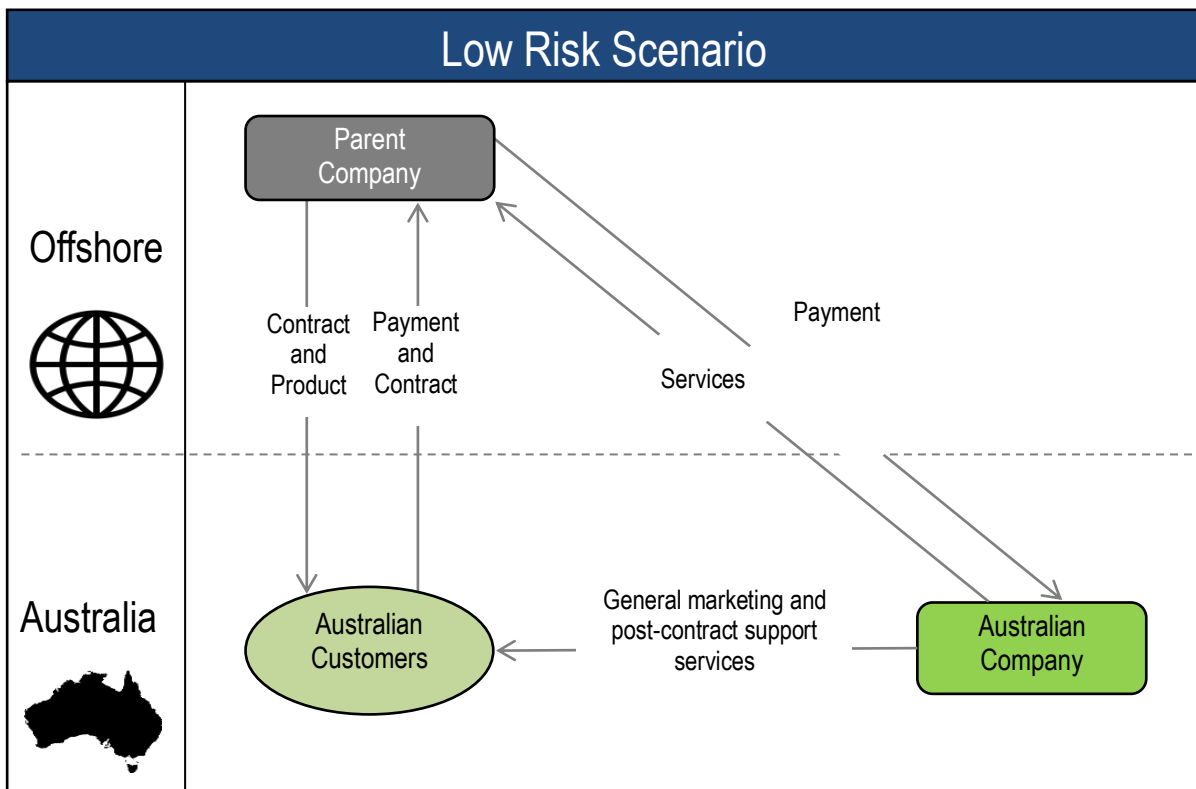 Low Risk Scenario
Parent
Company
Offshore
Contract
and
Product
Payment
and
Contract
Payment
Services
Australia
Australian
Customers
General marketing and
post-contract support
services
Australian
Company